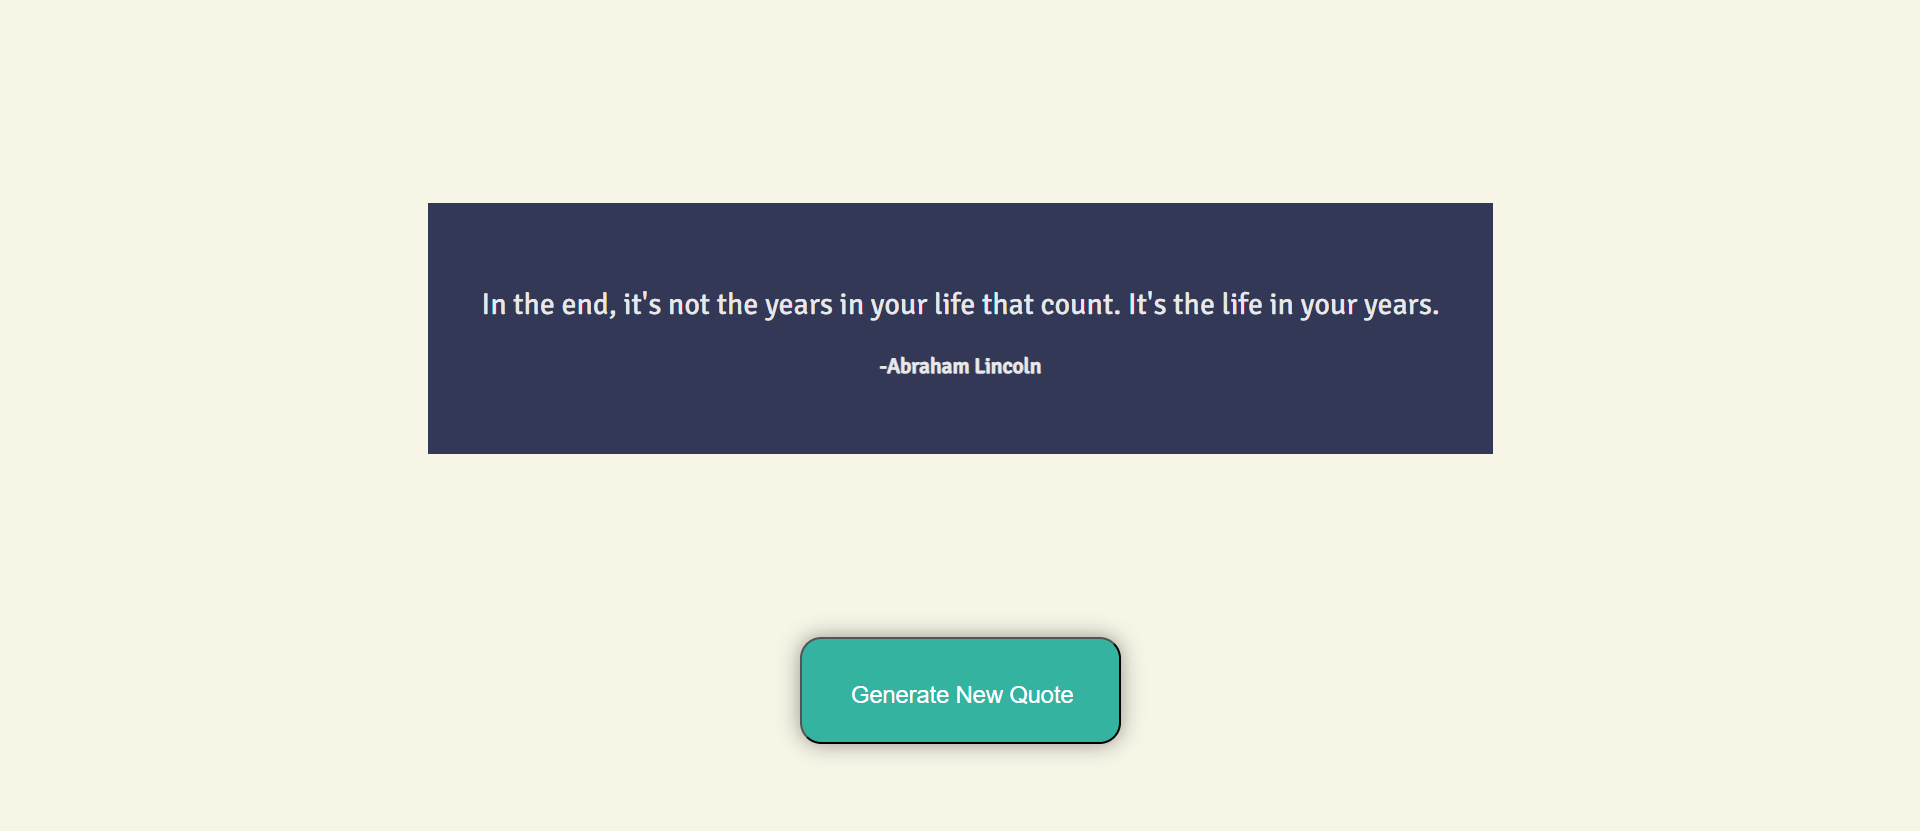 In the end, it's not the years in your life that count. It's the life in your years.
-Abraham Lincoln
Generate New Quote